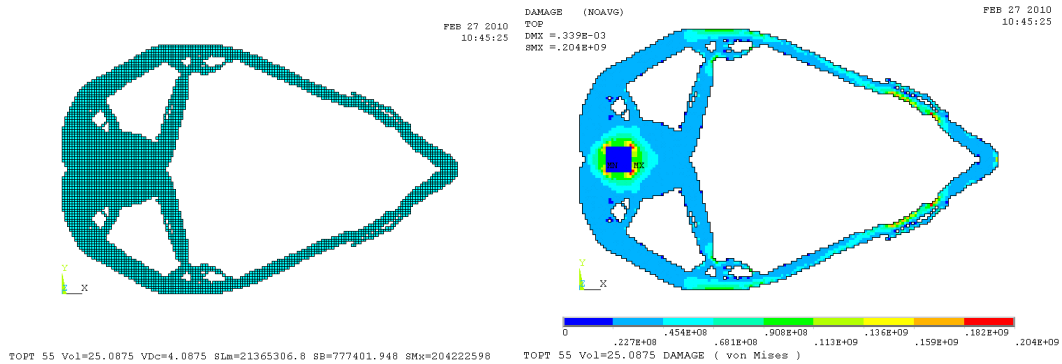 FEB 27 2010
10:45:25
Y
Z X
TOPT 55 Vol=25.0875 VDc=4.0875 SLm=21365306.8 SB=777401.948 SMx=204222598
DAMAGE (NOAVG)
TOP
DMX =.339E-03
SMX =.204E+09
FEB 27 2010
10:45:25
MX
Y
Z X
0 .454E+08 .908E+08 .136E+09 .182E+09
.227E+08 .681E+08 .113E+09 .159E+09 .204E+09
TOPT 55 Vol=25.0875 DAMAGE ( von Mises )